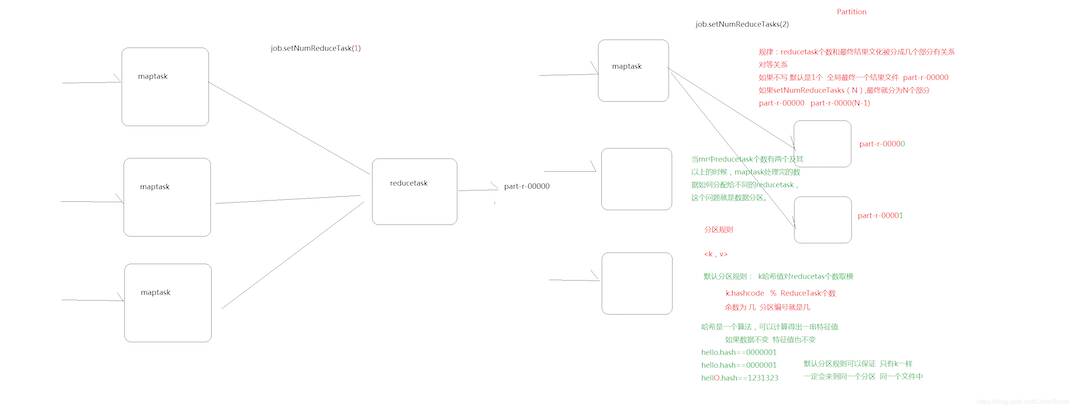 job.setNumReduceTask(1)
maptask
maptask
maptask
reducetask
part-r-00000
Partition
job.setNumReduceTasks(2)
maptask
规律：reducetask个数和最终结果文化被分成几个部分有关系
对等关系
如果不写 默认是1个 全局最终一个结果文件 part-r-00000
如果setNumReduceTasks（N）,最终就分为N个部分
part-r-00000 part-r-0000(N-1)
part-r-00000
part-r-00001
当mr中reducetask个数有两个及其
以上的时候，maptask处理完的数
据如何分配给不同的reducetask，
这个问题就是数据分区。
分区规则
<k，v>
默认分区规则： k哈希值对reducetas个数取模
k.hashcode % ReduceTask个数
余数为 几 分区编号就是几
哈希是一个算法，可以计算得出一串特征值
如果数据不变 特征值也不变
hello.hash==0000001
hello.hash==0000001
hellO.hash==1231323
默认分区规则可以保证 只有k一样
一定会来到同一个分区 同一个文件中